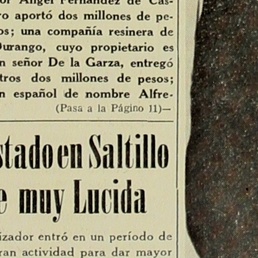 or Angel Fernández de Cas-
ro aportó dos millones de pe-
os; una compañía resinera de
Durango, cuyo propietario es
n señor De la Garza, entregó
tros dos millones de pesos;
n español de nombre Alfre-
(Pasa a la Página 11)—
stado en Saltillo
e muy Lucida
izador entró en un período de
ran actividad para dar mayor